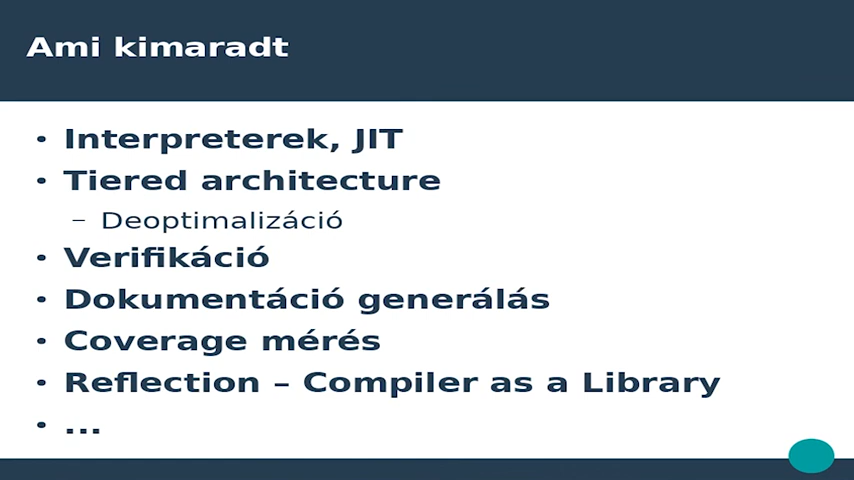 Ami kimaradt
• Interpreterek, JIT
• Tiered architecture
– Deoptimalizáció
• Verifikáció
• Dokumentáció generálás
• Coverage mérés
• Reflection – Compiler as a Library
• ...